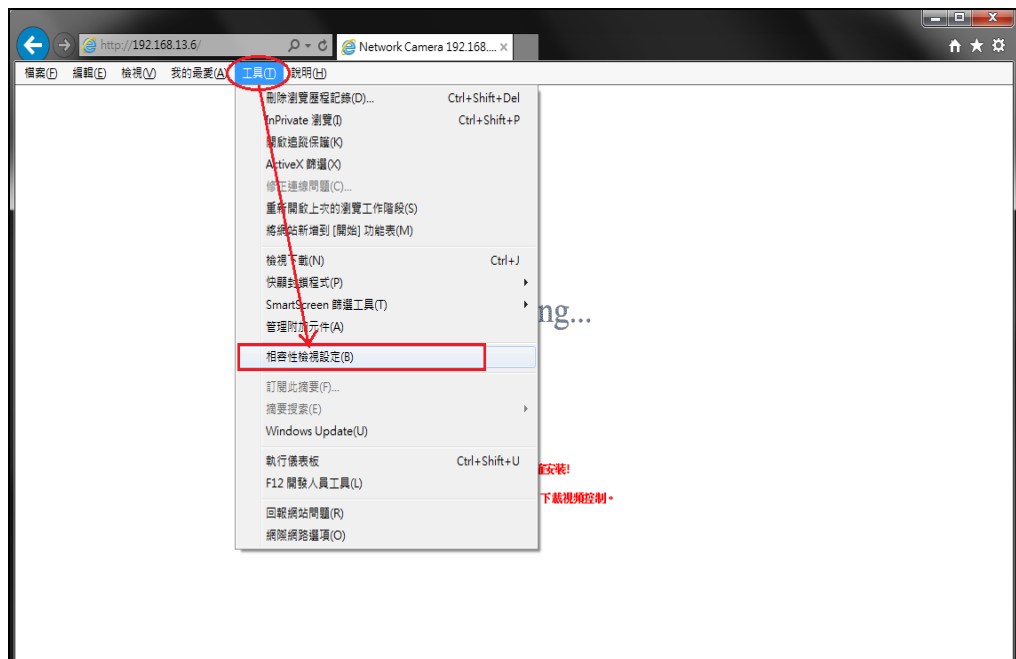 http://192.168.13.6/
Network Camera 192.168....
檔案(F) 編輯(E) 檢視(V) 我的最愛(A) 工具(T) 說明(H)
刪除瀏覽歷程記錄(D)... Ctrl+Shift+Del
InPrivate 瀏覽(I) Ctrl+Shift+P
開啟追蹤保護(K)
ActiveX 篩選(X)
修正連線問題(C)...
重新開啟上次的瀏覽工作階段(S)
將網站新增到 [開始] 功能表(M)
檢視下載(N) Ctrl+J
快顯封鎖程式(P)
SmartScreen 篩選工具(T)
管理附加元件(A)
ng...
相容性檢視設定(B)
訂閱此摘要(F)...
摘要搜索(E)
Windows Update(U)
執行儀表板 Ctrl+Shift+U
安裝!
F12 開發人員工具(L)
下載視頻控制。
回報網站問題(R)
網際網路選項(O)